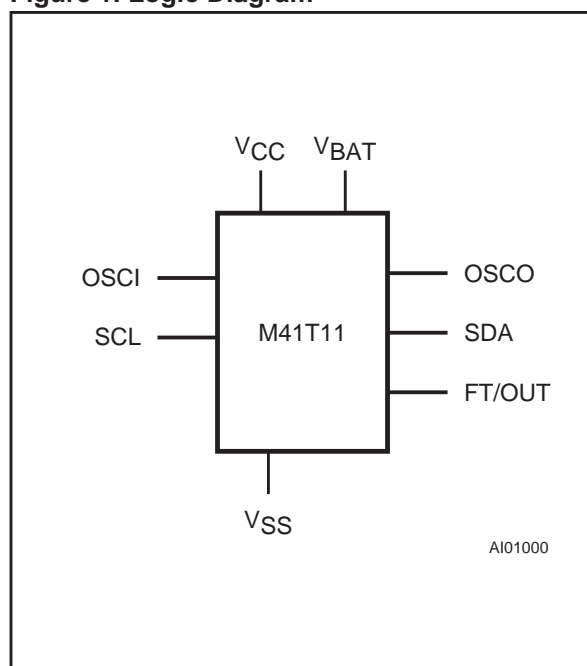 Figure 1. Logic Diagram
VCC VBAT
OSCI OSCO
SCL M41T11 SDA
FT/OUT
VSS
AI01000